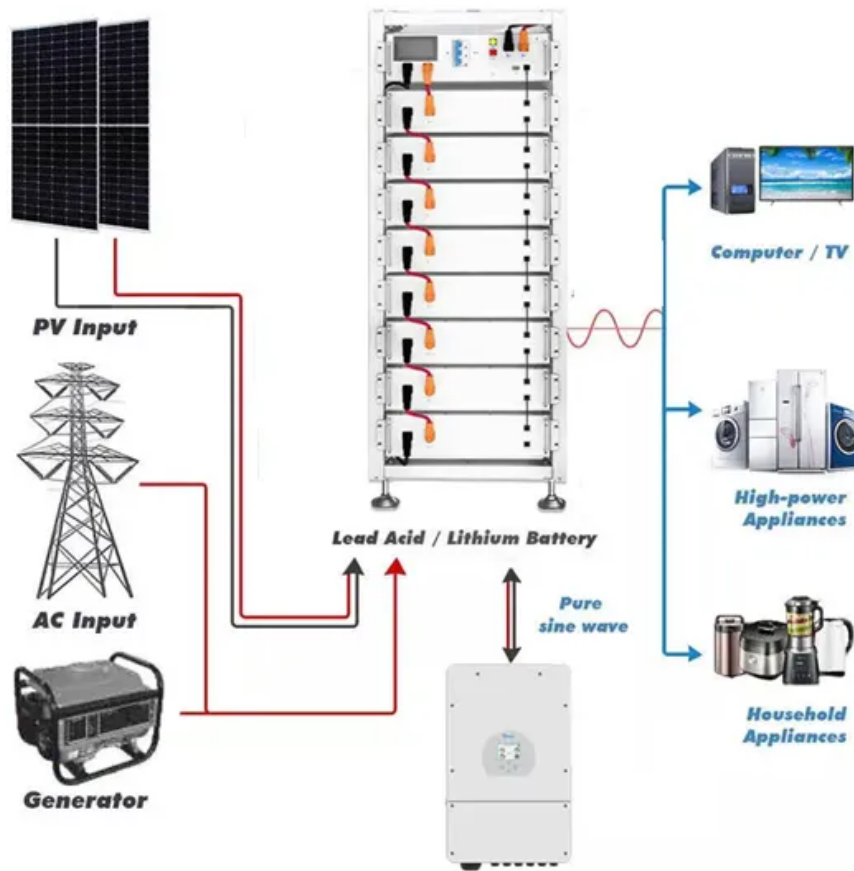 PV Input
AC Input
Generator
Lead Acid / Lithium Battery
Pure
sine wave
Computer / TV
High-power
Appliances
Household
Appliances